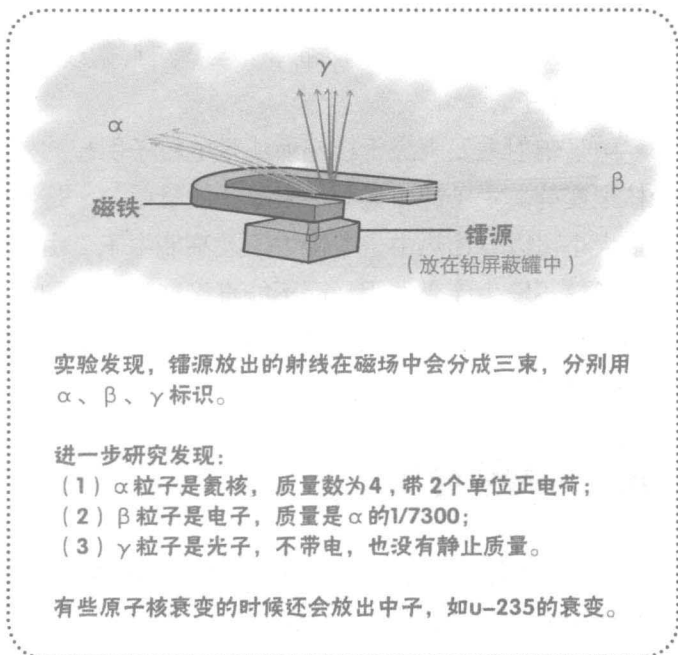 γ
α
β
磁铁
镭源
（放在铅屏蔽罐中）
实验发现，镭源放出的射线在磁场中会分成三束，分别用
α、β、γ标识。
进一步研究发现：
（1）α粒子是氦核，质量数为4，带2个单位正电荷；
（2）β粒子是电子，质量是α的1/7300；
（3）γ粒子是光子，不带电，也没有静止质量。
有些原子核衰变的时候还会放出中子，如u-235的衰变。